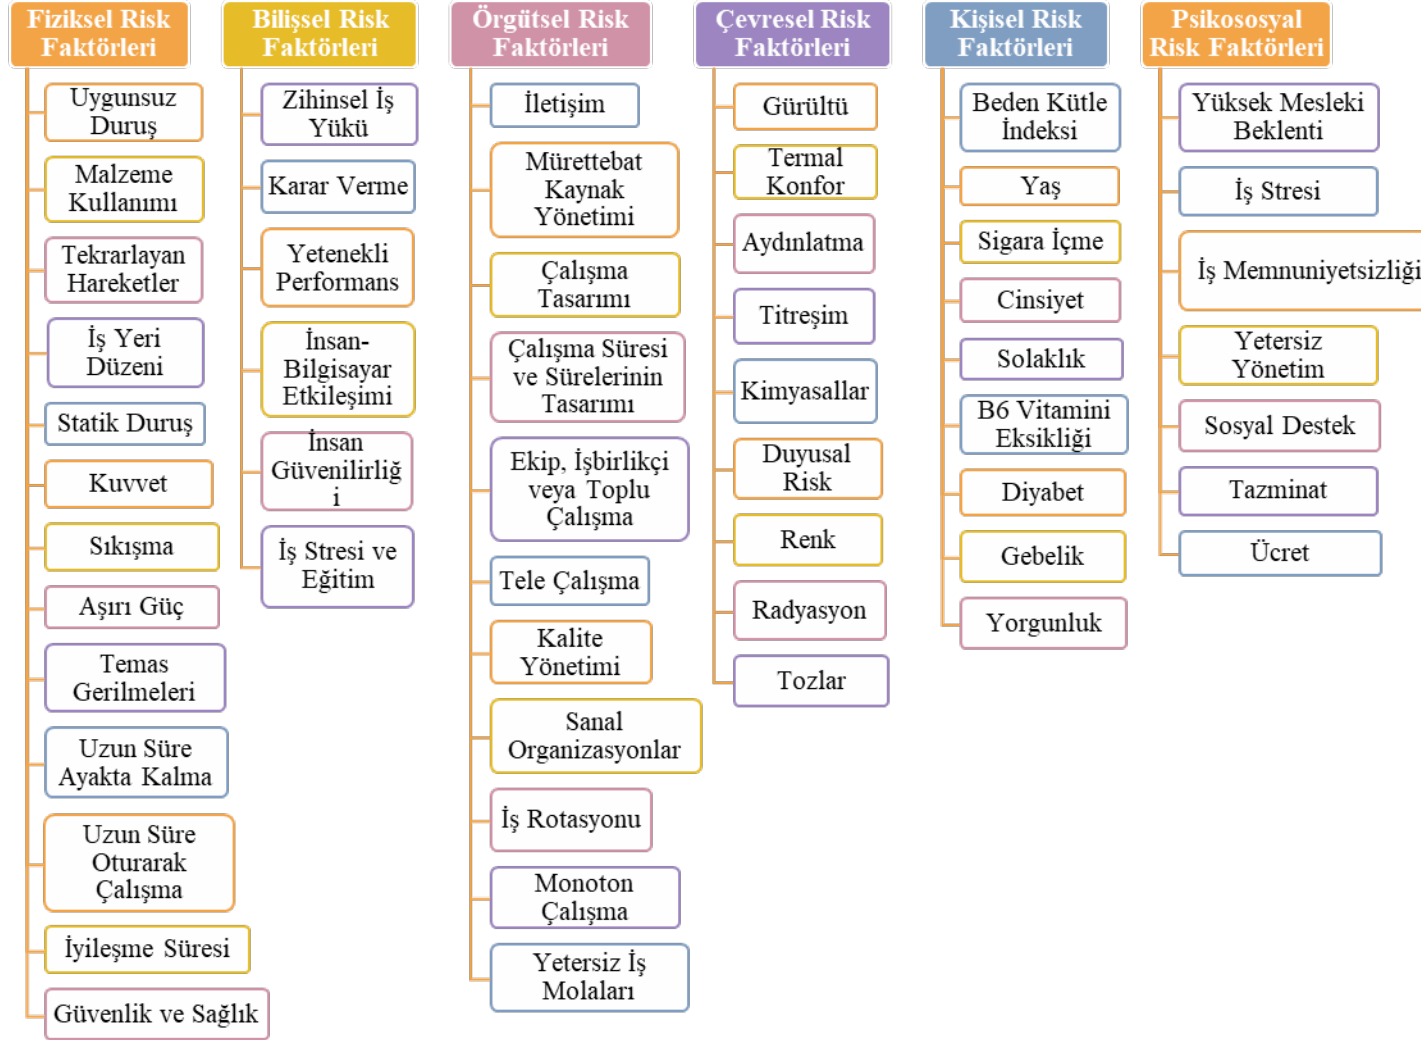 Fiziksel Risk
Faktörleri
Uygunsuz
Duruş
Malzeme
Kullanımı
Tekrarlayan
Hareketler
İş Yeri
Düzeni
Statik Duruş
Kuvvet
Sıkışma
Aşırı Güç
Temas
Gerilmeleri
Uzun Süre
Ayakta Kalma
Uzun Süre
Oturarak
Çalışma
İyileşme Süresi
Güvenlik ve Sağlık
Bilişsel Risk
Faktörleri
Zihinsel İş
Yükü
Karar Verme
Yetenekli
Performans
İnsan-
Bilgisayar
Etkileşimi
İnsan
Güvenilirliğ
i
İş Stresi ve
Eğitim
Örgütsel Risk
Faktörleri
İletişim
Mürettebat
Kaynak
Yönetimi
Çalışma
Tasarımı
Çalışma Süresi
ve Sürelerinin
Tasarımı
Ekip, İşbirlikçi
veya Toplu
Çalışma
Tele Çalışma
Kalite
Yönetimi
Sanal
Organizasyonlar
İş Rotasyonu
Monoton
Çalışma
Yetersiz İş
Molaları
Çevresel Risk
Faktörleri
Gürültü
Termal
Konfor
Aydınlatma
Titreşim
Kimyasallar
Duyusal
Risk
Renk
Radyasyon
Tozlar
Kişisel Risk
Faktörleri
Beden Kütle
İndeksi
Yaş
Sigara İçme
Cinsiyet
Solaklık
B6 Vitamini
Eksikliği
Diyabet
Gebelik
Yorgunluk
Psikososyal
Risk Faktörleri
Yüksek Mesleki
Beklenti
İş Stresi
İş Memnuniyetsizliği
Yetersiz
Yönetim
Sosyal Destek
Tazminat
Ücret